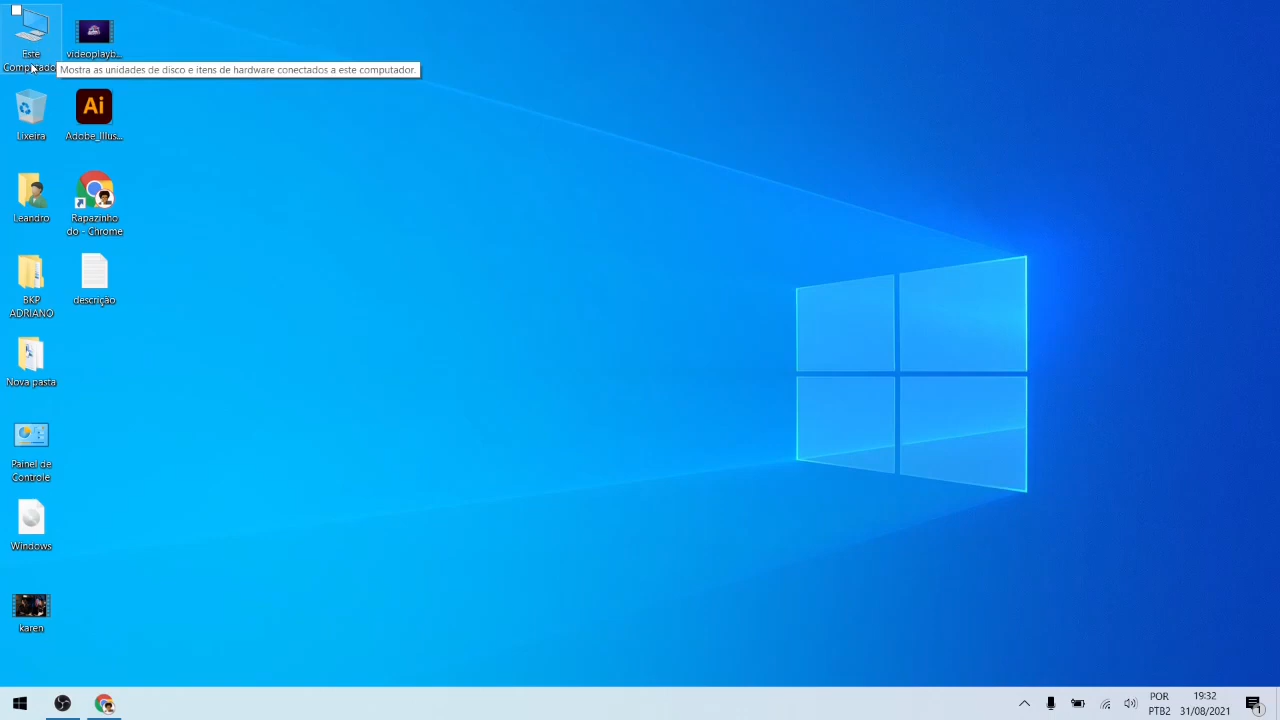 Este
Computador
Mostra as unidades de disco e itens de hardware conectados a este computador.
videoplayb...
Lixeira
Ai
Adobe_Illus...
Leandro
Rapazinho
do - Chrome
BKP
ADRIANO
descrição
Nova pasta
Painel de
Controle
Windows
karen
POR
PTB2
19:32
31/08/2021
1